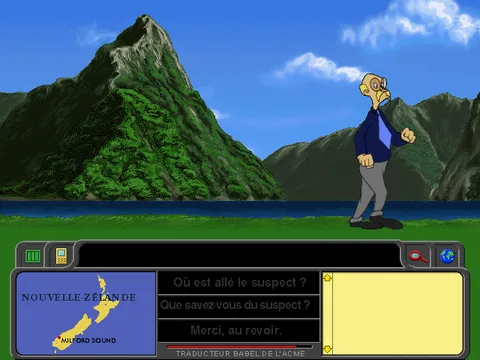 Où est allé le suspect ?
NOUVELLE-ZÉLANDE
Que savez-vous du suspect ?
Merci, au revoir.
MILFORD SOUND
TRADUCTEUR BABEL DE L'ACME